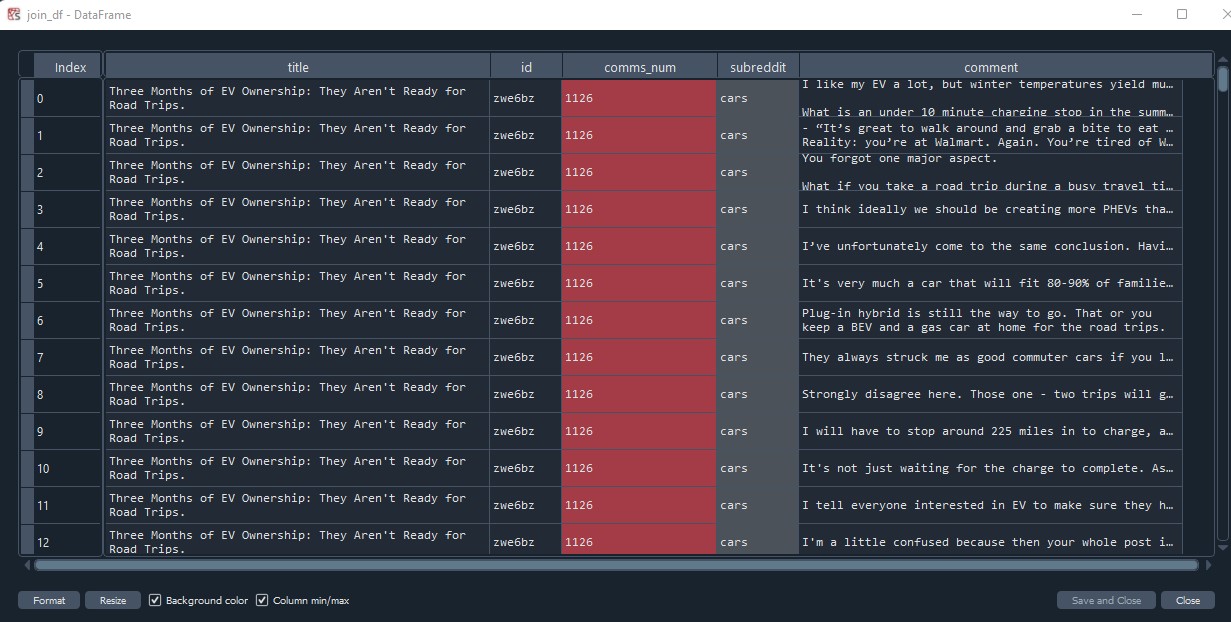 join_df - DataFrame
Index title id comms_num subreddit comment
0 Three Months of EV Ownership: They Aren't Ready for zwe6bz 1126 cars I like my EV a lot, but winter temperatures yield mu…
Road Trips. What is an under 10 minute charging stop in the summ…
1 Three Months of EV Ownership: They Aren't Ready for zwe6bz 1126 cars - “It’s great to walk around and grab a bite to eat …
Road Trips. Reality: you’re at Walmart. Again. You’re tired of W…
2 Three Months of EV Ownership: They Aren't Ready for zwe6bz 1126 cars You forgot one major aspect.
Road Trips. What if you take a road trip during a busy travel ti…
3 Three Months of EV Ownership: They Aren't Ready for zwe6bz 1126 cars I think ideally we should be creating more PHEVs tha…
Road Trips.
4 Three Months of EV Ownership: They Aren't Ready for zwe6bz 1126 cars I’ve unfortunately come to the same conclusion. Havi…
Road Trips.
5 Three Months of EV Ownership: They Aren't Ready for zwe6bz 1126 cars It's very much a car that will fit 80-90% of familie…
Road Trips.
6 Three Months of EV Ownership: They Aren't Ready for zwe6bz 1126 cars Plug-in hybrid is still the way to go. That or you
Road Trips. keep a BEV and a gas car at home for the road trips.
7 Three Months of EV Ownership: They Aren't Ready for zwe6bz 1126 cars They always struck me as good commuter cars if you l…
Road Trips.
8 Three Months of EV Ownership: They Aren't Ready for zwe6bz 1126 cars Strongly disagree here. Those one - two trips will g…
Road Trips.
9 Three Months of EV Ownership: They Aren't Ready for zwe6bz 1126 cars I will have to stop around 225 miles in to charge, a…
Road Trips.
10 Three Months of EV Ownership: They Aren't Ready for zwe6bz 1126 cars It's not just waiting for the charge to complete. As…
Road Trips.
11 Three Months of EV Ownership: They Aren't Ready for zwe6bz 1126 cars I tell everyone interested in EV to make sure they h…
Road Trips.
12 Three Months of EV Ownership: They Aren't Ready for zwe6bz 1126 cars I'm a little confused because then your whole post i…
Road Trips.
Format Resize Background color Column min/max Save and Close Close